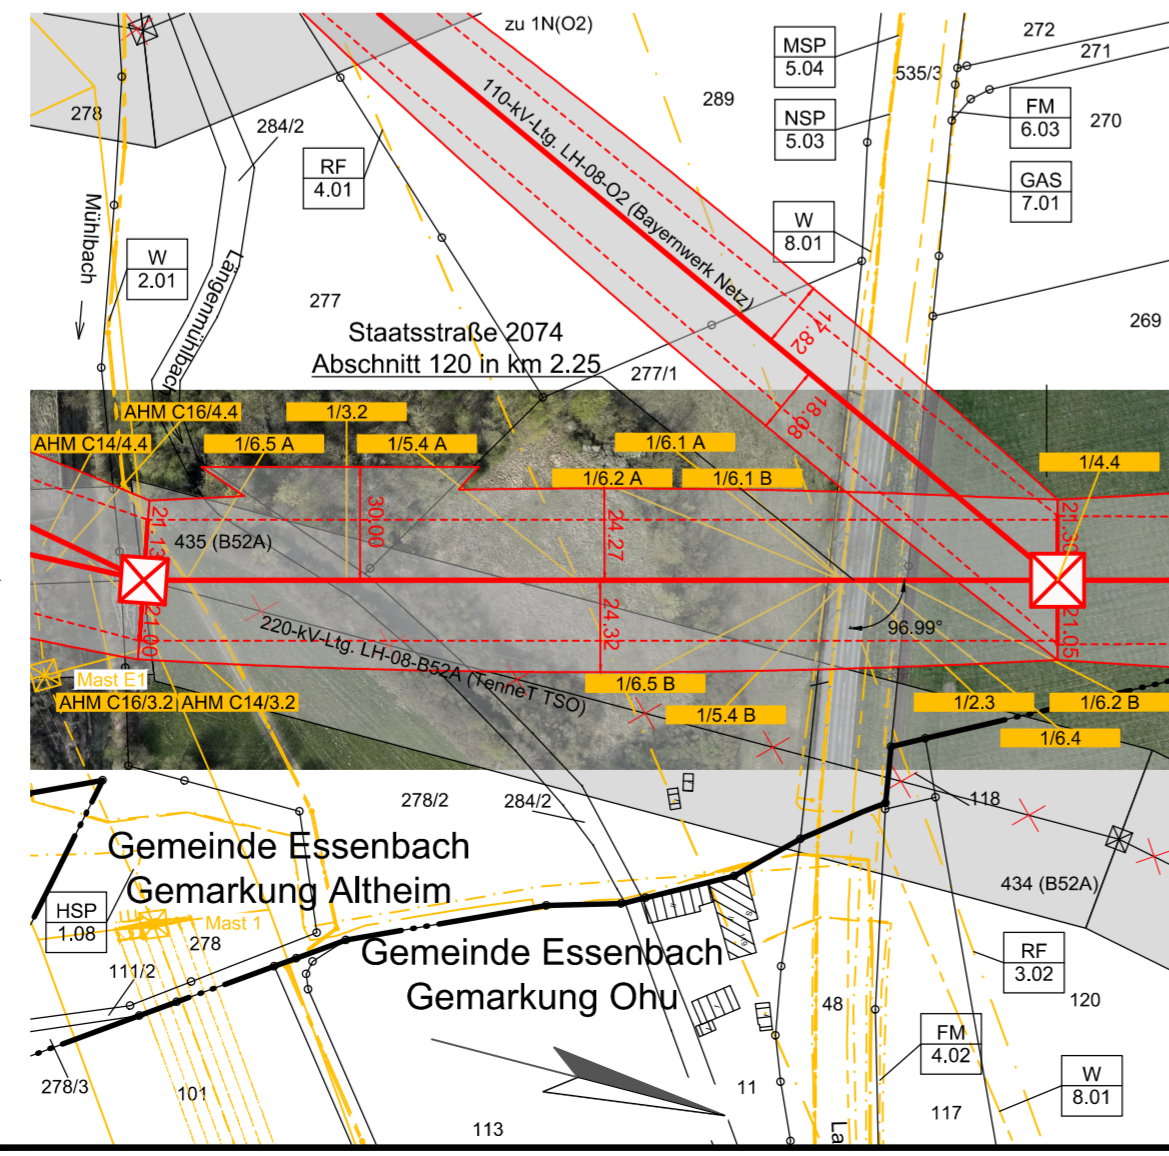 zu 1N(O2)
MSP
5.04
535/3
272
271
278
284/2
RF
4.01
289
NSP
5.03
FM
6.03
270
110-kV-Ltg. LH-08-O2 (Bayernwerk Netz)
GAS
7.01
Mühlbach
W
2.01
Längenmühlbach
W
8.01
277
269
Staatsstraße 2074
Abschnitt 120 in km 2.25
277/1
17.82
18.08
AHM C16/4.4
1/3.2
AHM C14/4.4
1/6.5 A
1/5.4 A
1/6.1 A
1/6.2 A
1/6.1 B
1/4.4
21.13
435 (B52A)
30.00
24.27
21.30
21.00
24.32
96.99°
21.05
220-kV-Ltg. LH-08-B52A (TenneT TSO)
Mast E1
AHM C16/3.2
AHM C14/3.2
1/6.5 B
1/5.4 B
1/2.3
1/6.2 B
1/6.4
278/2
284/2
118
Gemeinde Essenbach
Gemarkung Altheim
434 (B52A)
HSP
1.08
Mast 1
278
111/2
Gemeinde Essenbach
Gemarkung Ohu
RF
3.02
48
120
FM
4.02
278/3
101
11
W
8.01
117
113
La